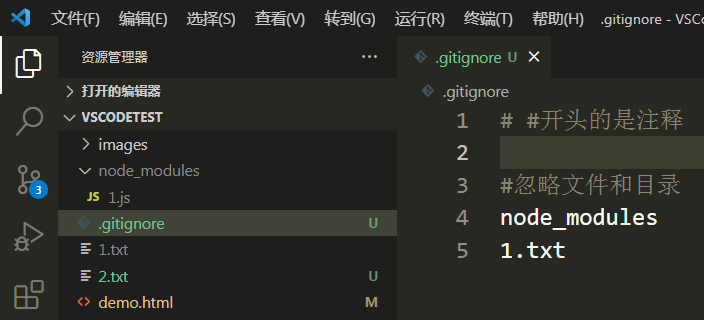 文件(F) 编辑(E) 选择(S) 查看(V) 转到(G) 运行(R) 终端(T) 帮助(H) .gitignore - VSCo
资源管理器 ···
打开的编辑器
VSCODETEST
images
node_modules
JS 1.js
.gitignore U
1.txt
2.txt U
demo.html M
3
.gitignore U
.gitignore
1 # #开头的是注释
2
3 #忽略文件和目录
4 node_modules
5 1.txt